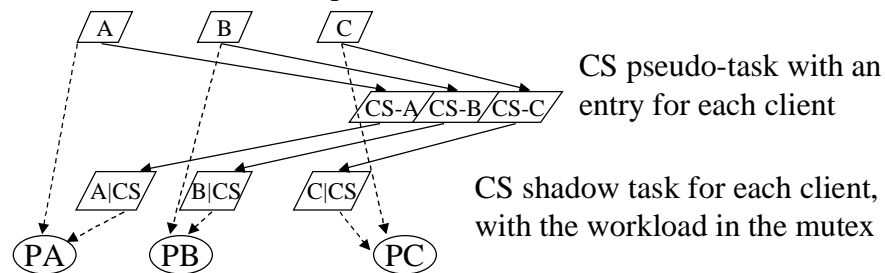 A B C
CS pseudo-task with an
entry for each client
CS-A CS-B CS-C
A|CS B|CS C|CS
CS shadow task for each client,
with the workload in the mutex
PA PB PC